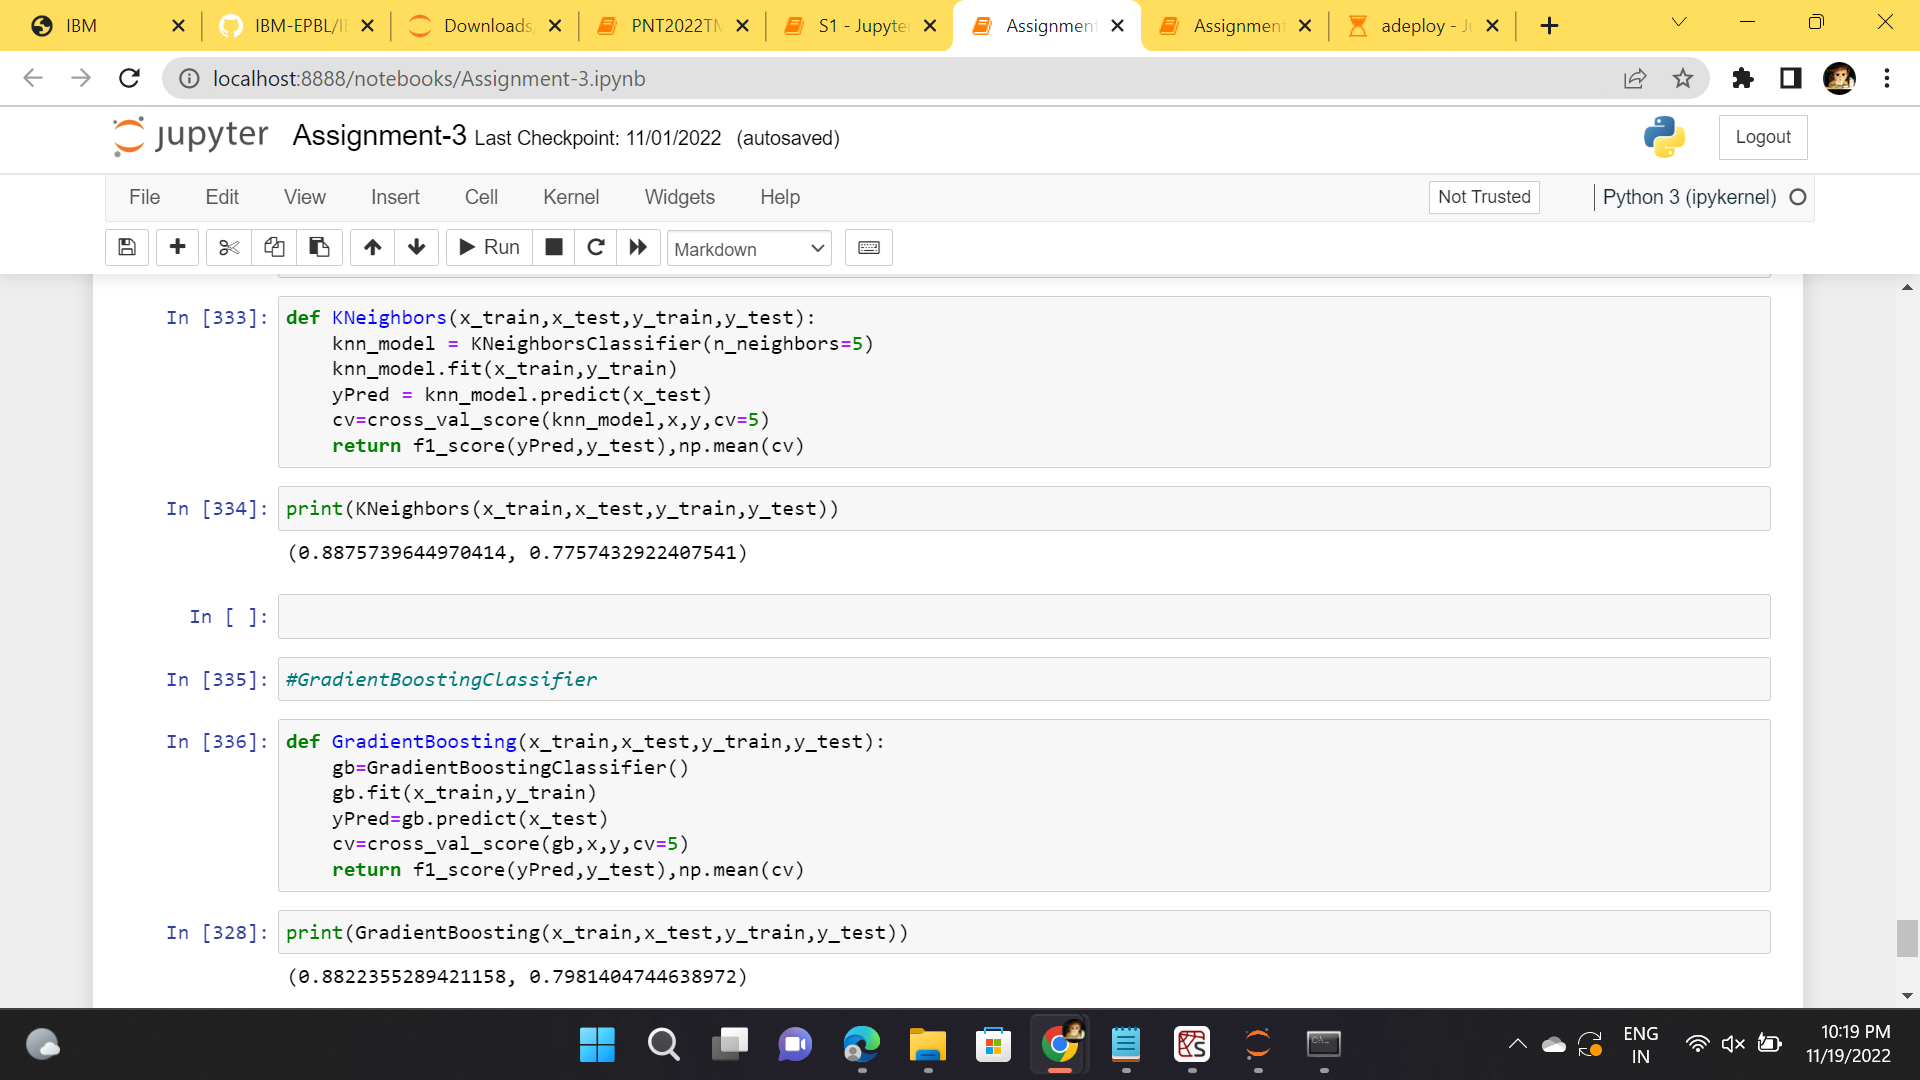 IBM
IBM-EPBL/IE
Downloads/
PNT2022TM
S1 - Jupyter
Assignment
Assignment
adeploy - Ju
localhost:8888/notebooks/Assignment-3.ipynb
jupyter Assignment-3 Last Checkpoint: 11/01/2022 (autosaved)
Logout
File Edit View Insert Cell Kernel Widgets Help
Not Trusted
Python 3 (ipykernel)
Run
Markdown
In [333]: def KNeighbors(x_train,x_test,y_train,y_test):
knn_model = KNeighborsClassifier(n_neighbors=5)
knn_model.fit(x_train,y_train)
yPred = knn_model.predict(x_test)
cv=cross_val_score(knn_model,x,y,cv=5)
return f1_score(yPred,y_test),np.mean(cv)
In [334]: print(KNeighbors(x_train,x_test,y_train,y_test))
(0.8875739644970414, 0.7757432922407541)
In [ ]:
In [335]: #GradientBoostingClassifier
In [336]: def GradientBoosting(x_train,x_test,y_train,y_test):
gb=GradientBoostingClassifier()
gb.fit(x_train,y_train)
yPred=gb.predict(x_test)
cv=cross_val_score(gb,x,y,cv=5)
return f1_score(yPred,y_test),np.mean(cv)
In [328]: print(GradientBoosting(x_train,x_test,y_train,y_test))
(0.8822355289421158, 0.7981404744638972)
ENG
IN
10:19 PM
11/19/2022